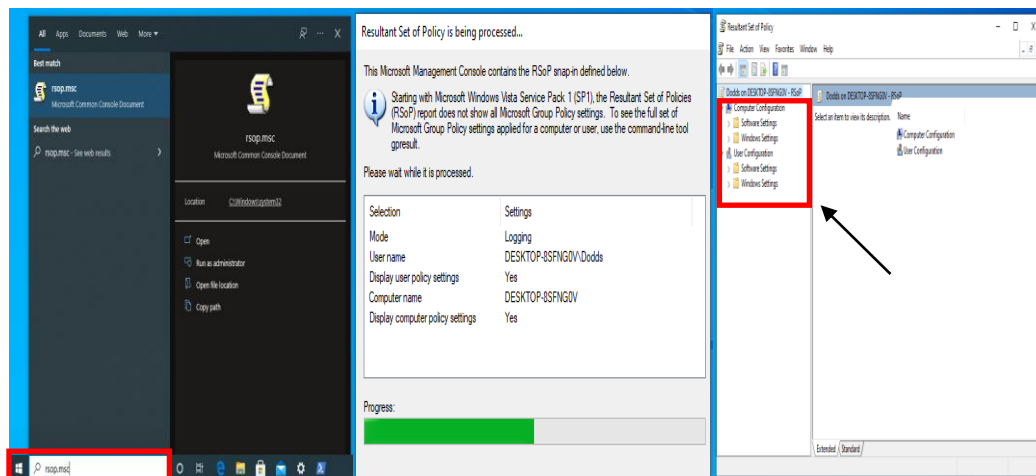 All Apps Documents Web More
Best match
rsop.msc
Microsoft Common Console Document
Search the web
rsop.msc - See web results
rsop.msc
Microsoft Common Console Document
Location C:\Windows\system32
Open
Run as administrator
Open file location
Copy path
rsop.msc
Resultant Set of Policy is being processed...
This Microsoft Management Console contains the RSoP snap-in defined below.
Starting with Microsoft Windows Vista Service Pack 1 (SP1), the Resultant Set of Policies
(RSoP) report does not show all Microsoft Group Policy settings. To see the full set of
Microsoft Group Policy settings applied for a computer or user, use the command-line tool
gpresult.
Please wait while it is processed.
Selection Settings
Mode Logging
User name DESKTOP-8SFNG0V\Dodds
Display user policy settings Yes
Computer name DESKTOP-8SFNG0V
Display computer policy settings Yes
Progress:
Resultant Set of Policy
File Action View Favorites Window Help
Dodds on DESKTOP-8SFNG0V - RSoP
Computer Configuration
Software Settings
Windows Settings
User Configuration
Software Settings
Windows Settings
Dodds on DESKTOP-8SFNG0V - RSoP
Select an item to view its description.
Name
Computer Configuration
User Configuration
Extended Standard